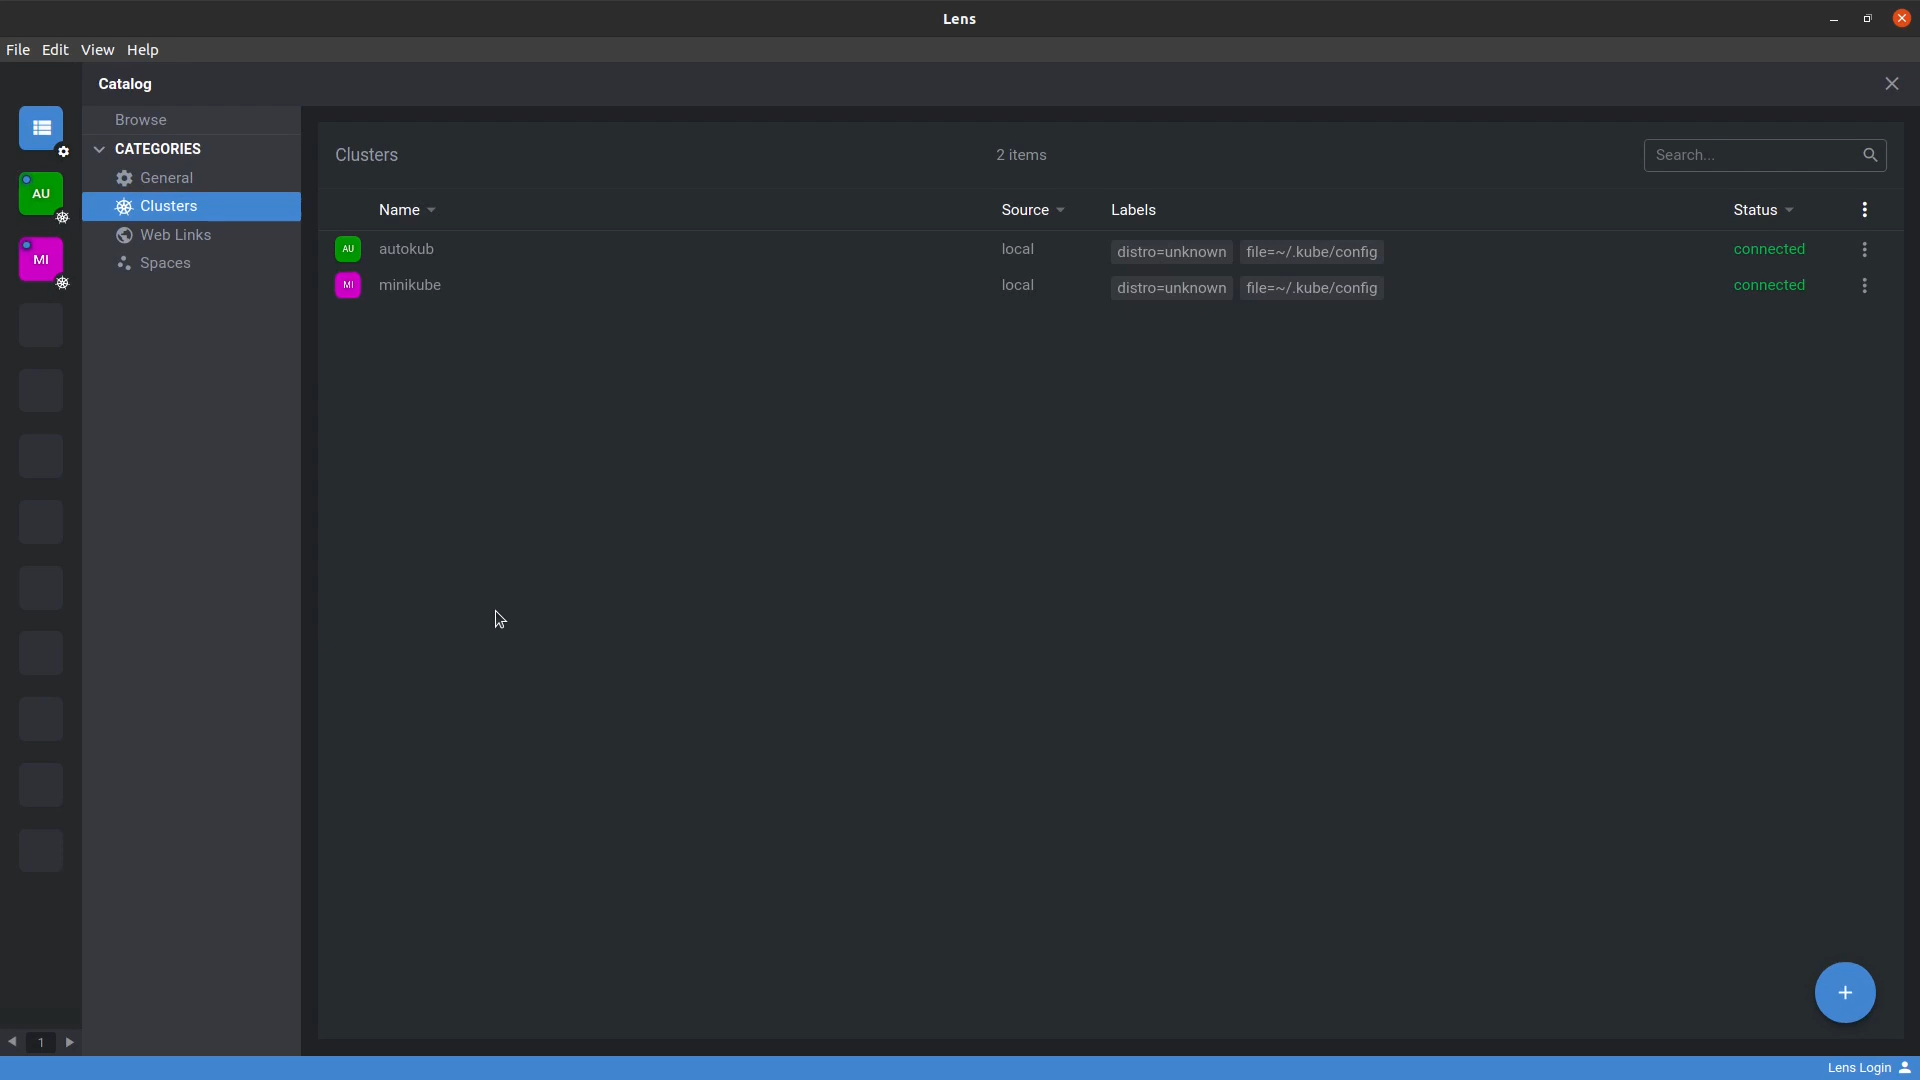 Lens
File Edit View Help
Catalog
Browse
CATEGORIES
General
Clusters
Web Links
Spaces
AU
MI
Clusters 2 items Search...
Name Source Labels Status
AU autokub local distro=unknown file=~/.kube/config connected
MI minikube local distro=unknown file=~/.kube/config connected
+
1
Lens Login